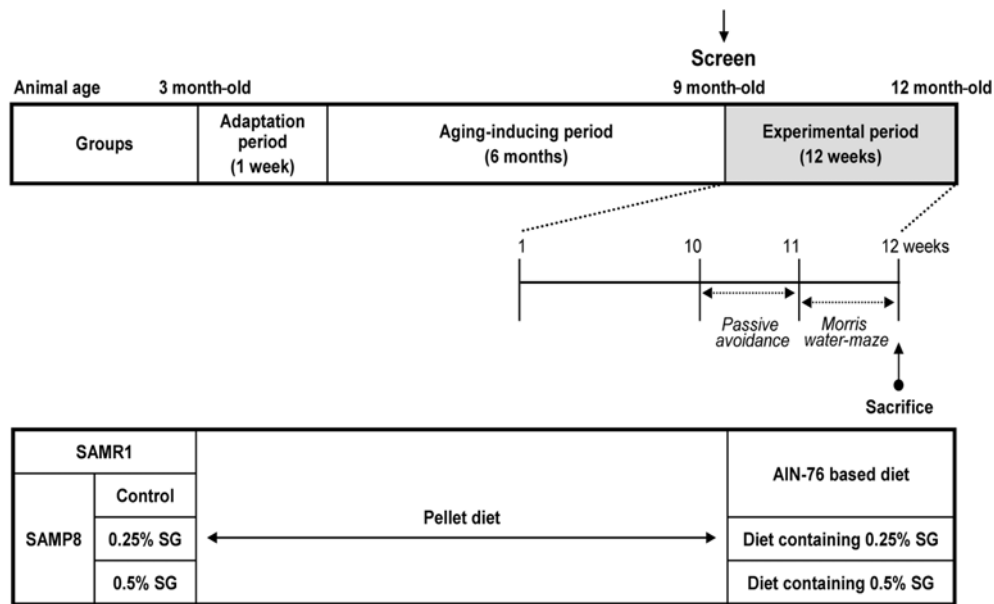 Screen
Animal age 3 month-old 9 month-old 12 month-old
Groups
Adaptation
period
(1 week)
Aging-inducing period
(6 months)
Experimental period
(12 weeks)
1 10 11 12 weeks
Passive
avoidance
Morris
water-maze
Sacrifice
SAMR1
SAMP8
Control
0.25% SG
0.5% SG
Pellet diet
AIN-76 based diet
Diet containing 0.25% SG
Diet containing 0.5% SG